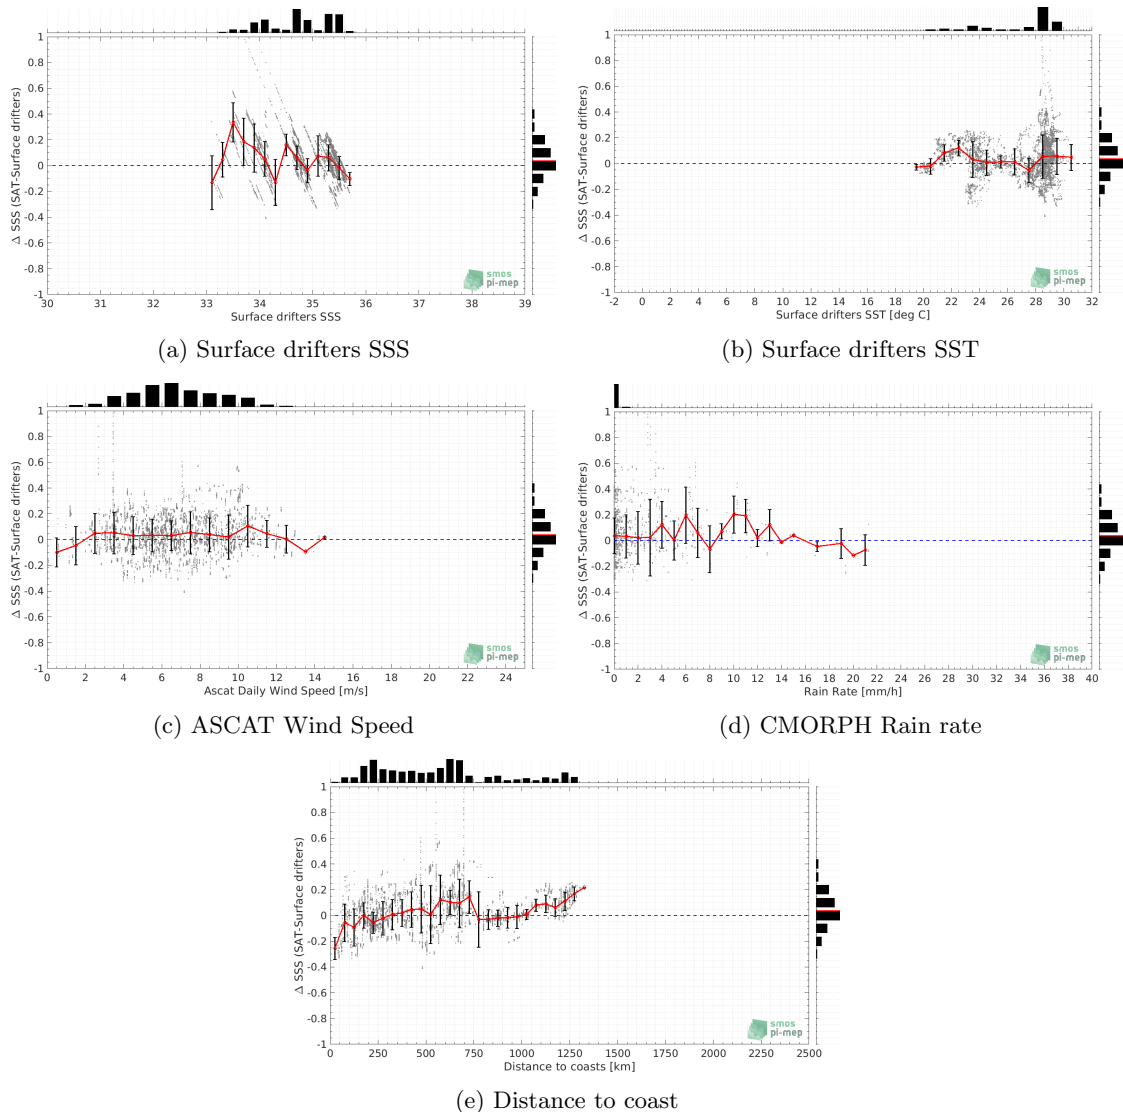 1
0.8
0.6
0.4
0.2
0
-0.2
-0.4
-0.6
-0.8
-1
Δ SSS (SAT-Surface drifters)
30 31 32 33 34 35 36 37 38 39
Surface drifters SSS
smos
pi-mep
(a) Surface drifters SSS
1
0.8
0.6
0.4
0.2
0
-0.2
-0.4
-0.6
-0.8
-1
Δ SSS (SAT-Surface drifters)
-2 0 2 4 6 8 10 12 14 16 18 20 22 24 26 28 30 32
Surface drifters SST [deg C]
smos
pi-mep
(b) Surface drifters SST
1
0.8
0.6
0.4
0.2
0
-0.2
-0.4
-0.6
-0.8
-1
Δ SSS (SAT-Surface drifters)
0 2 4 6 8 10 12 14 16 18 20 22 24
Ascat Daily Wind Speed [m/s]
smos
pi-mep
(c) ASCAT Wind Speed
1
0.8
0.6
0.4
0.2
0
-0.2
-0.4
-0.6
-0.8
-1
Δ SSS (SAT-Surface drifters)
0 2 4 6 8 10 12 14 16 18 20 22 24 26 28 30 32 34 36 38 40
Rain Rate [mm/h]
smos
pi-mep
(d) CMORPH Rain rate
1
0.8
0.6
0.4
0.2
0
-0.2
-0.4
-0.6
-0.8
-1
Δ SSS (SAT-Surface drifters)
0 250 500 750 1000 1250 1500 1750 2000 2250 2500
Distance to coasts [km]
smos
pi-mep
(e) Distance to coast